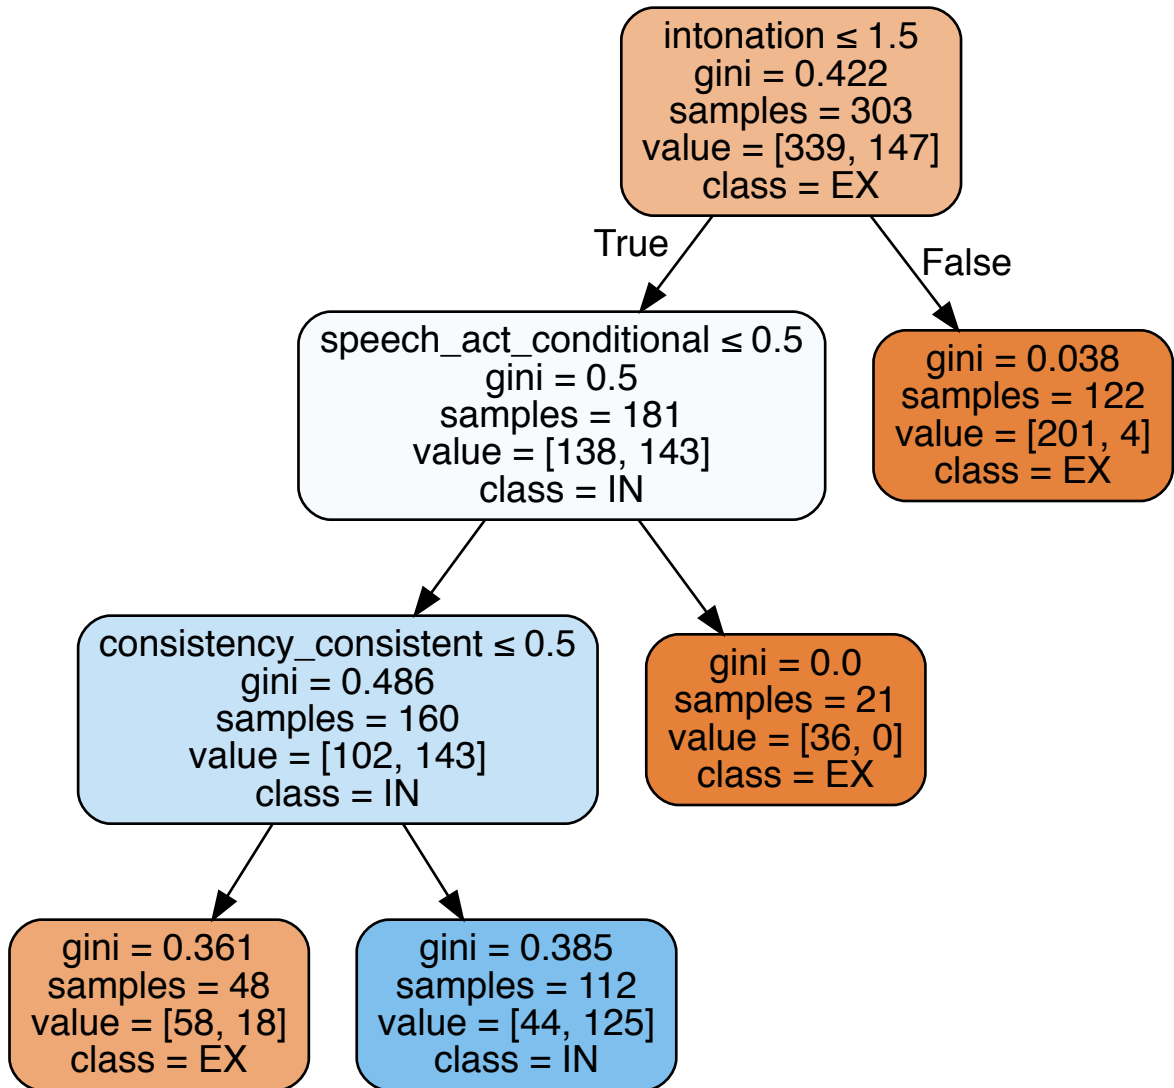 intonation ≤ 1.5
gini = 0.422
samples = 303
value = [339, 147]
class = EX
True
False
speech_act_conditional ≤ 0.5
gini = 0.5
samples = 181
value = [138, 143]
class = IN
gini = 0.038
samples = 122
value = [201, 4]
class = EX
consistency_consistent ≤ 0.5
gini = 0.486
samples = 160
value = [102, 143]
class = IN
gini = 0.0
samples = 21
value = [36, 0]
class = EX
gini = 0.361
samples = 48
value = [58, 18]
class = EX
gini = 0.385
samples = 112
value = [44, 125]
class = IN